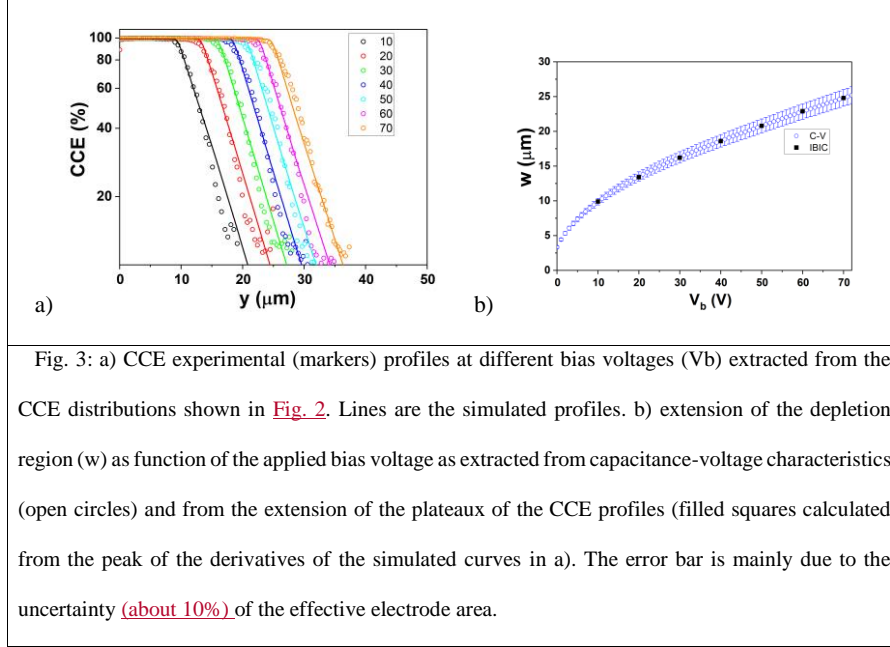 100
80
60
40
20
CCE (%)
0
10
20
30
40
50
y (μm)
10
20
30
40
50
60
70
a)
30
25
20
15
10
5
0
w (μm)
0
10
20
30
40
50
60
70
V_b (V)
C-V
IBIC
b)
Fig. 3: a) CCE experimental (markers) profiles at different bias voltages (Vb) extracted from the
CCE distributions shown in Fig. 2. Lines are the simulated profiles. b) extension of the depletion
region (w) as function of the applied bias voltage as extracted from capacitance-voltage characteristics
(open circles) and from the extension of the plateaux of the CCE profiles (filled squares calculated
from the peak of the derivatives of the simulated curves in a). The error bar is mainly due to the
uncertainty (about 10%) of the effective electrode area.